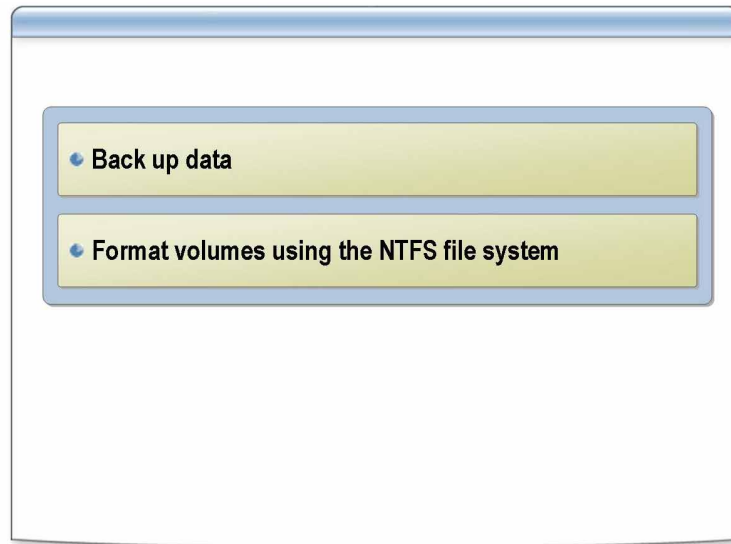 Back up data
Format volumes using the NTFS file system